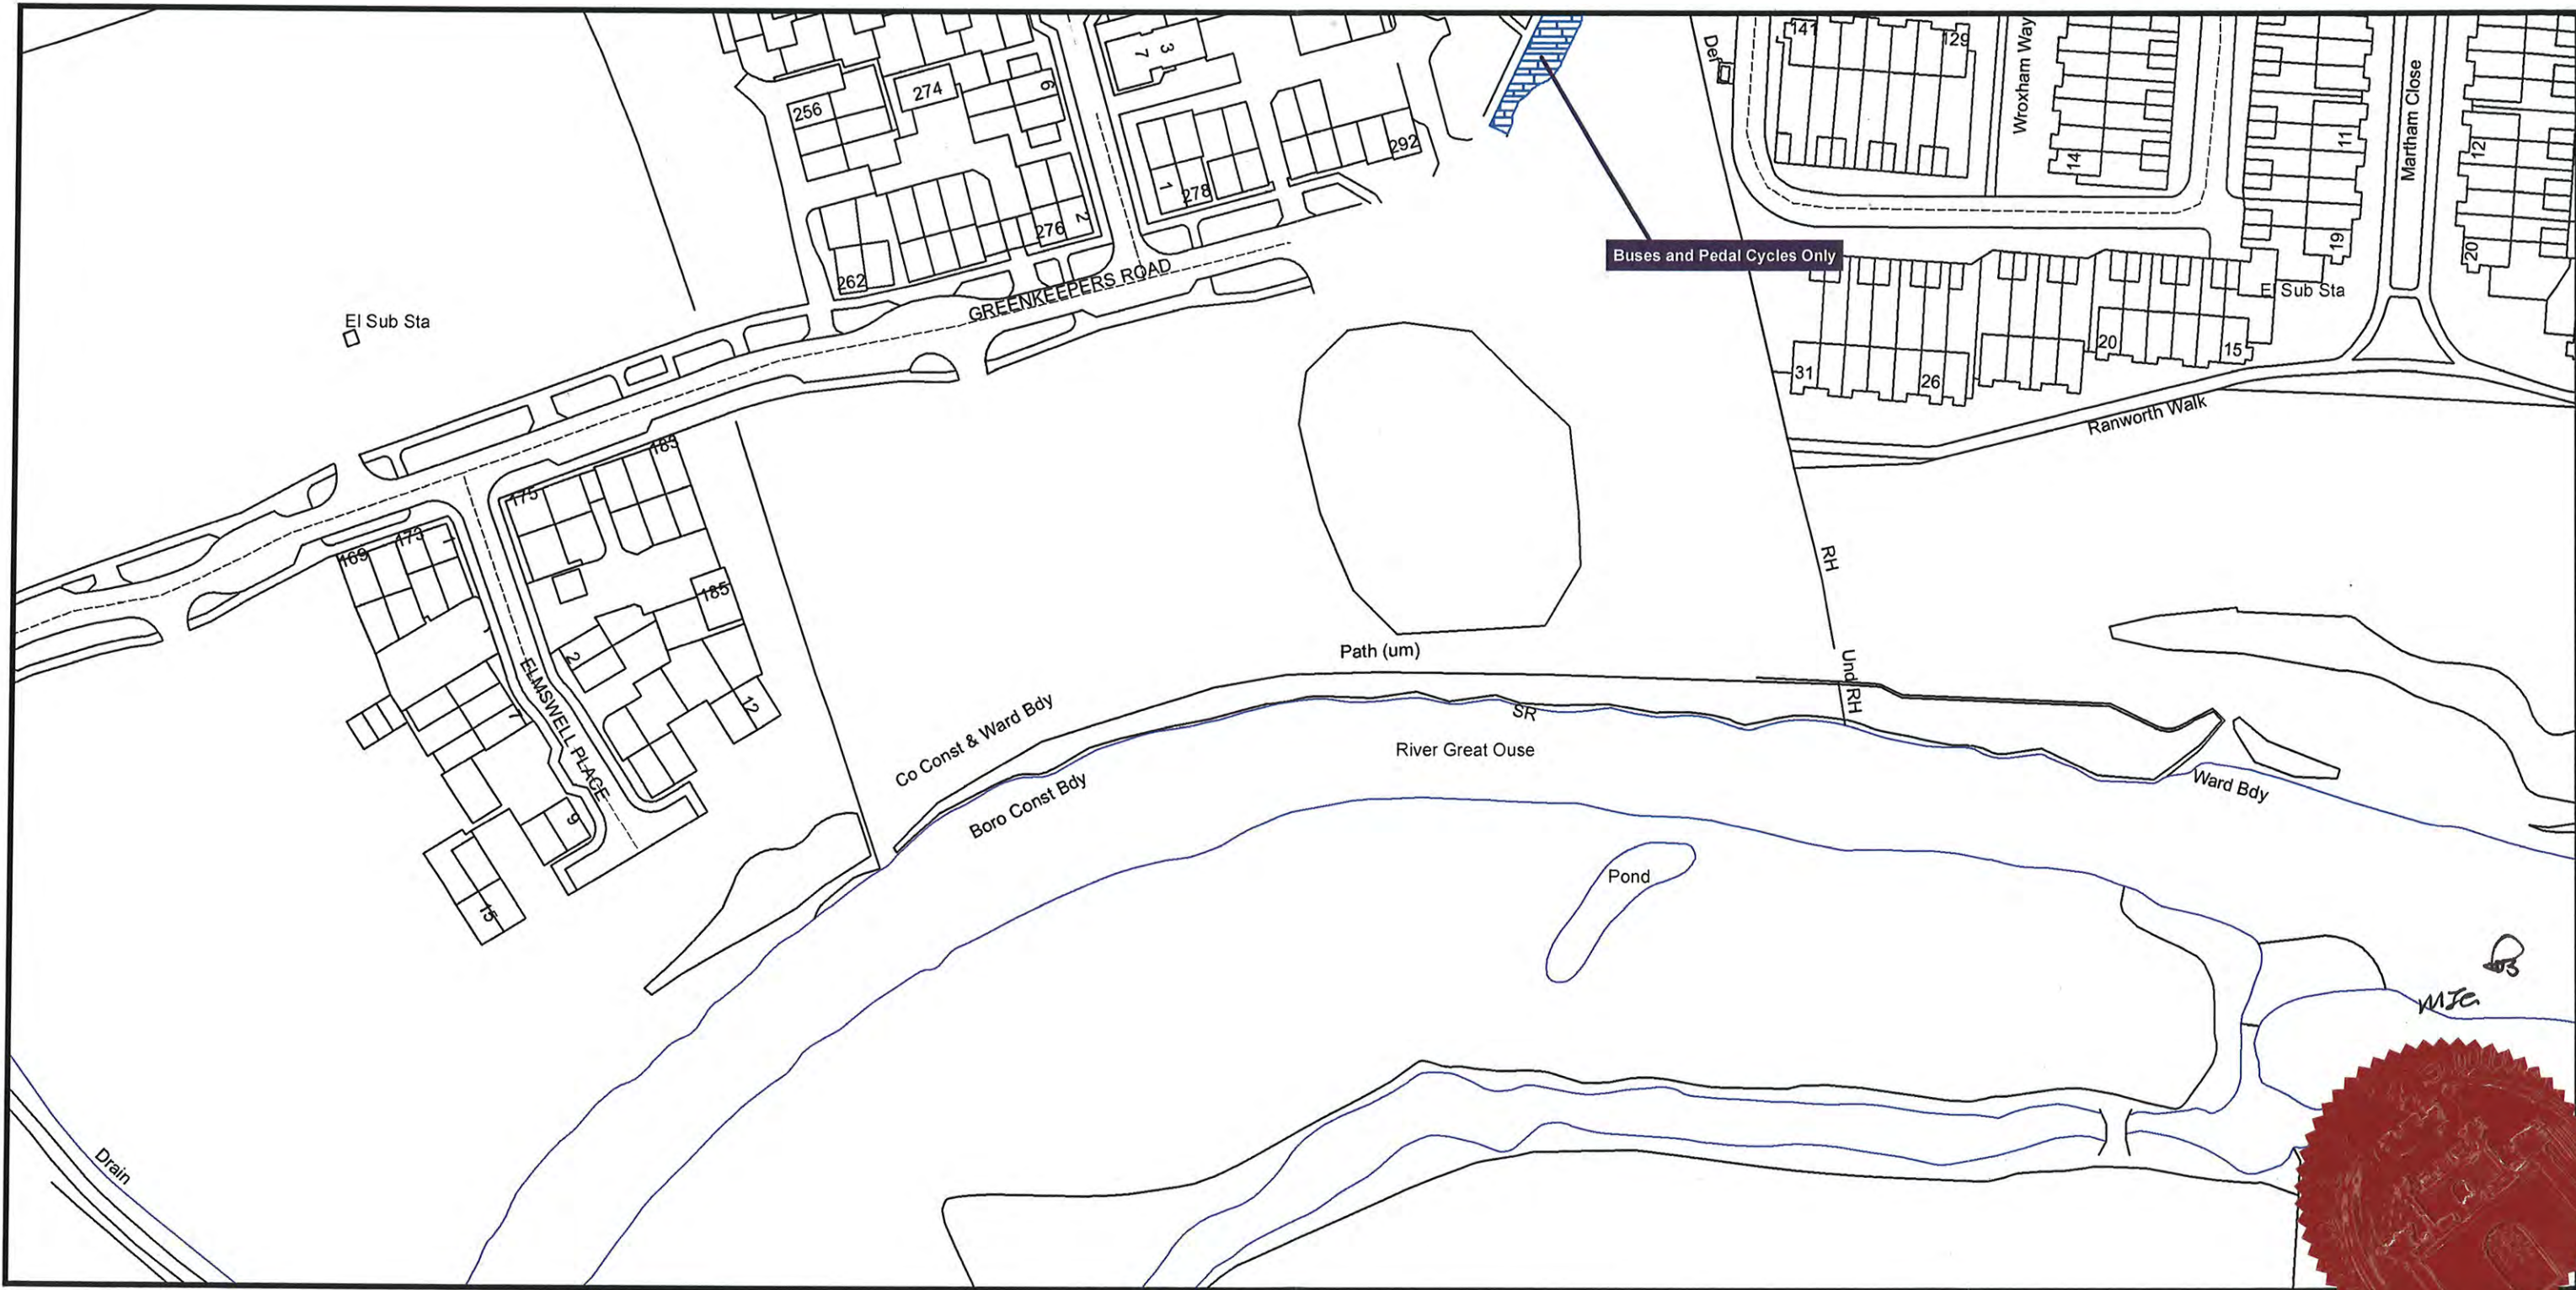 141
129
Wroxham Way
Martham Close
Def
3
7
256
274
6
292
14
11
12
1
278
2
276
262
19
20
Buses and Pedal Cycles Only
GREENKEEPERS ROAD
El Sub Sta
El Sub Sta
31
26
20
15
Ranworth Walk
183
175
173
169
1
RH
185
2
12
7
ELMSWELL PLACE
9
15
Path (um)
Und
RH
Co Const & Ward Bdy
SR
River Great Ouse
Boro Const Bdy
Ward Bdy
Pond
Drain